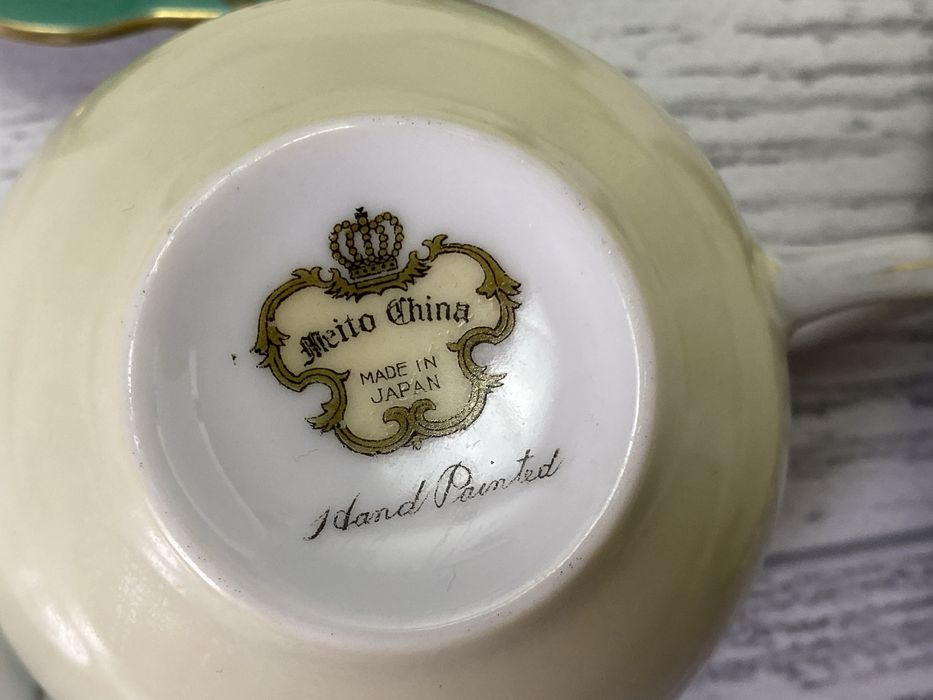 Meito China
MADE IN
JAPAN
Hand Painted